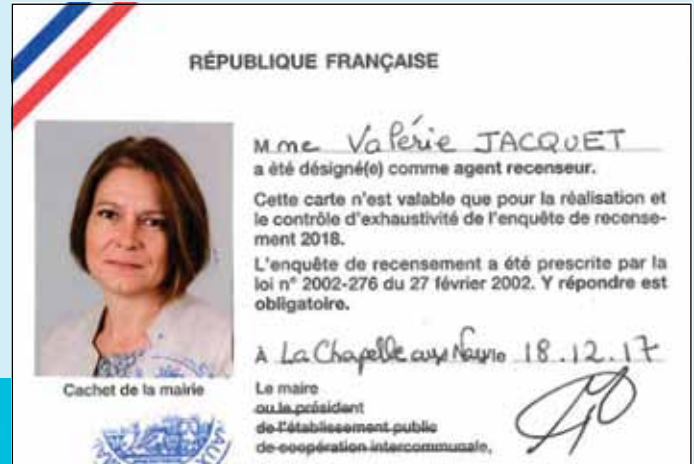 RÉPUBLIQUE FRANÇAISE
Mme Valérie JACQUET
a été désigné(e) comme agent recenseur.
Cette carte n'est valable que pour la réalisation et
le contrôle d'exhaustivité de l'enquête de recense-
ment 2018.
L'enquête de recensement a été prescrite par la
loi n° 2002-276 du 27 février 2002. Y répondre est
obligatoire.
À La Chapelle aux le 18.12.17
Cachet de la mairie
Le maire
ou le président
de l'établissement public
de coopération intercommunale,